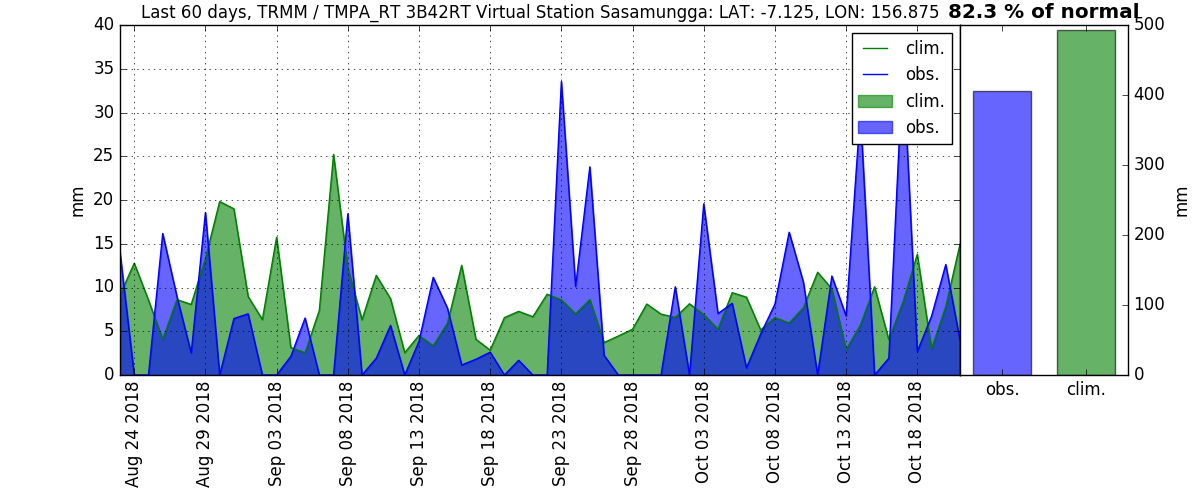 Last 60 days, TRMM / TMPA_RT 3B42RT Virtual Station Sasamungga: LAT: -7.125, LON: 156.875
82.3 % of normal
40
35
30
25
20
15
10
5
0
mm
clim.
obs.
clim.
obs.
500
400
300
200
100
0
mm
Aug 24 2018
Aug 29 2018
Sep 03 2018
Sep 08 2018
Sep 13 2018
Sep 18 2018
Sep 23 2018
Sep 28 2018
Oct 03 2018
Oct 08 2018
Oct 13 2018
Oct 18 2018
obs.
clim.